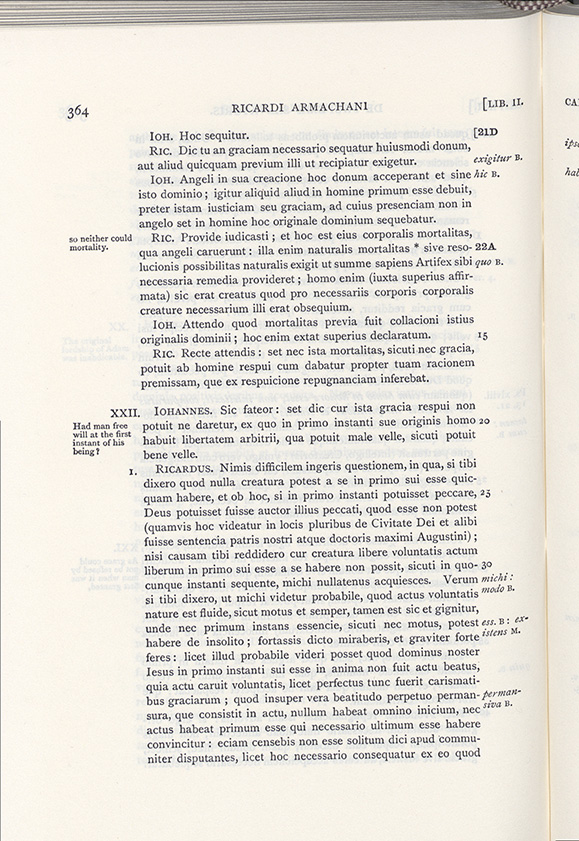 364 RICARDI ARMACHANI [LIB. II.
IOH. Hoc sequitur. [21D
RIC. Dic tu an graciam necessario sequatur huiusmodi donum,
aut aliud quicquam previum illi ut recipiatur exigetur. exigitur B.
IOH. Angeli in sua creacione hoc donum acceperant et sine hic B.
isto dominio ; igitur aliquid aliud in homine primum esse debuit,
preter istam iusticiam seu graciam, ad cuius presenciam non in
angelo set in homine hoc originale dominium sequebatur.
so neither could
mortality.
RIC. Provide iudicasti ; et hoc est eius corporalis mortalitas,
qua angeli caruerunt : illa enim naturalis mortalitas * sive reso- 22A
lucionis possibilitas naturalis exigit ut summe sapiens Artifex sibi quo B.
necessaria remedia provideret ; homo enim (iuxta superius affir-
mata) sic erat creatus quod pro necessariis corporis corporalis
creature necessarium illi erat obsequium.
IOH. Attendo quod mortalitas previa fuit collacioni istius
originalis dominii ; hoc enim extat superius declaratum. 15
RIC. Recte attendis : set nec ista mortalitas, sicuti nec gracia,
potuit ab homine respui cum dabatur propter tuam racionem
premissam, que ex respuicione repugnanciam inferebat.
XXII. IOHANNES. Sic fateor : set dic cur ista gracia respui non
Had man free
will at the first
instant of his
being ?
potuit ne daretur, ex quo in primo instanti sue originis homo 20
habuit libertatem arbitrii, qua potuit male velle, sicuti potuit
bene velle.
1. RICARDUS. Nimis difficilem ingeris questionem, in qua, si tibi
dixero quod nulla creatura potest a se in primo sui esse quic-
quam habere, et ob hoc, si in primo instanti potuisset peccare, 25
Deus potuisset fuisse auctor illius peccati, quod esse non potest
(quamvis hoc videatur in locis pluribus de Civitate Dei et alibi
fuisse sentencia patris nostri atque doctoris maximi Augustini) ;
nisi causam tibi reddidero cur creatura libere voluntatis actum
liberum in primo sui esse a se habere non possit, sicuti in quo- 30
cunque instanti sequente, michi nullatenus acquiesces. Verum michi :
si tibi dixero, ut michi videtur probabile, quod actus voluntatis modo B.
nature est fluide, sicut motus et semper, tamen est sic et gignitur,
unde nec primum instans essencie, sicuti nec motus, potest ess. B : ex-
habere de insolito ; fortassis dicto miraberis, et graviter forte istens M.
feres : licet illud probabile videri posset quod dominus noster
Iesus in primo instanti sui esse in anima non fuit actu beatus,
quia actu caruit voluntatis, licet perfectus tunc fuerit carismati-
bus graciarum ; quod insuper vera beatitudo perpetuo perman- perman-
sura, que consistit in actu, nullum habeat omnino inicium, nec siva B.
actus habeat primum esse qui necessario ultimum esse habere
convincitur : eciam censebis non esse solitum dici apud commu-
niter disputantes, licet hoc necessario consequatur ex eo quod